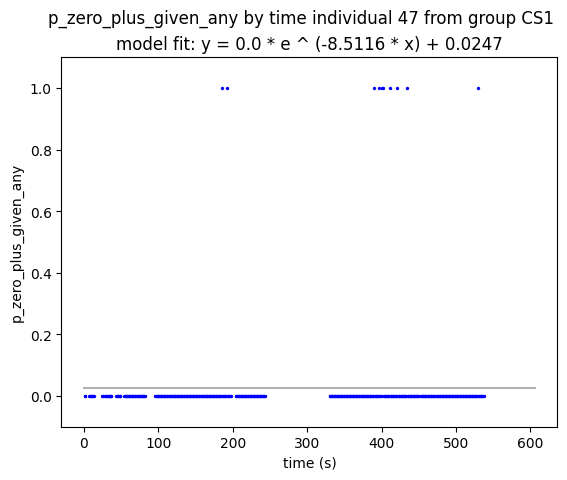 p_zero_plus_given_any by time individual 47 from group CS1
model fit: y = 0.0 * e ^ (-8.5116 * x) + 0.0247
1.0
0.8
0.6
0.4
0.2
0.0
p_zero_plus_given_any
0 100 200 300 400 500 600
time (s)